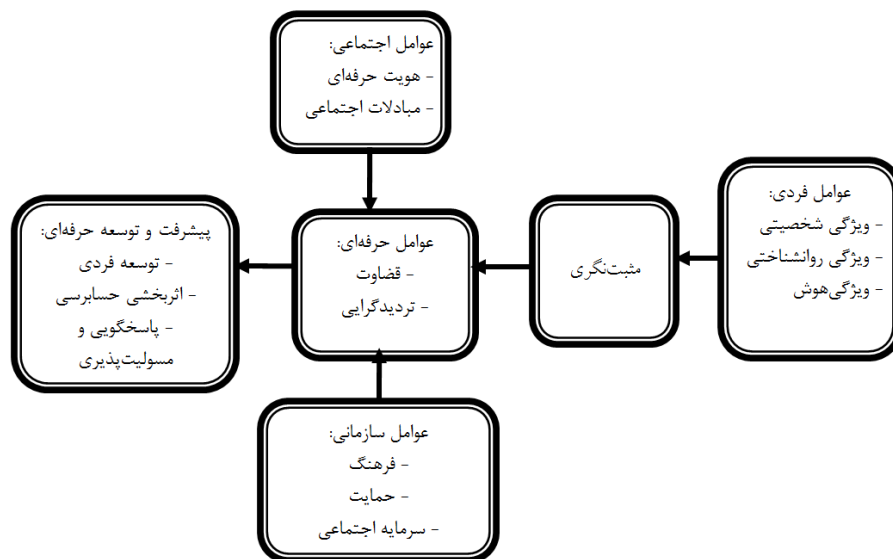 عوامل اجتماعی:
- هویت حرفه‌ای
- مبادلات اجتماعی
عوامل فردی:
- ویژگی شخصیتی
- ویژگی روانشناختی
- ویژگی‌هوش
مثبت‌نگری
عوامل حرفه‌ای:
- قضاوت
- تردیدگرایی
پیشرفت و توسعه حرفه‌ای:
- توسعه فردی
- اثربخشی حسابرسی
- پاسخگویی و
مسولیت‌پذیری
عوامل سازمانی:
- فرهنگ
- حمایت
- سرمایه اجتماعی